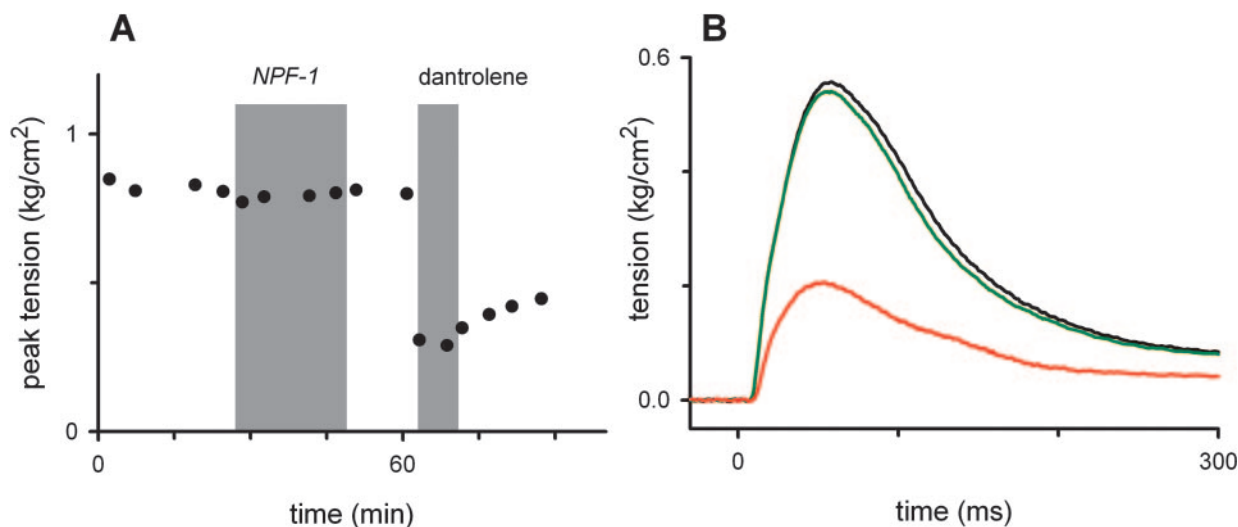 A
B
NPF-1
dantrolene
peak tension (kg/cm²)
1
0
0
60
time (min)
tension (kg/cm²)
0.6
0.0
0
300
time (ms)